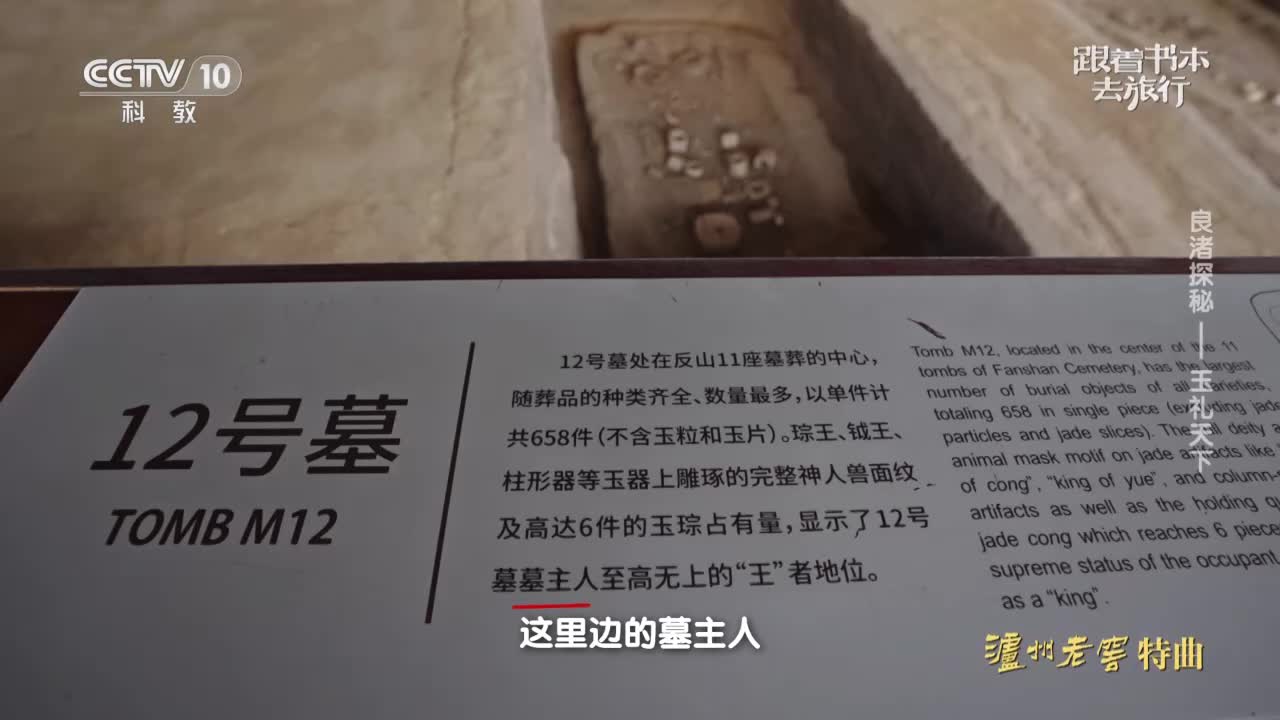 CCTV 10
科教
跟着书本
去旅行
良渚探秘——玉礼天下
12号墓
TOMB M12
12号墓处在反山11座墓葬的中心，
随葬品的种类齐全、数量最多，以单件计
共658件（不含玉粒和玉片）。琮王、钺王、
柱形器等玉器上雕琢的完整神人兽面纹
及高达6件的玉琮占有量，显示了12号
墓墓主人至高无上的“王”者地位。
Tomb M12, located in the center of the 11
tombs of Fanshan Cemetery, has the largest
number of burial objects of all varieties,
totaling 658 in single piece (excluding jade
particles and jade slices). The full deity a
animal mask motif on jade artifacts like
of cong", "king of yue", and column-
artifacts as well as the holding q
jade cong which reaches 6 piece
supreme status of the occupant
as a "king".
这里边的墓主人
泸州老窖特曲